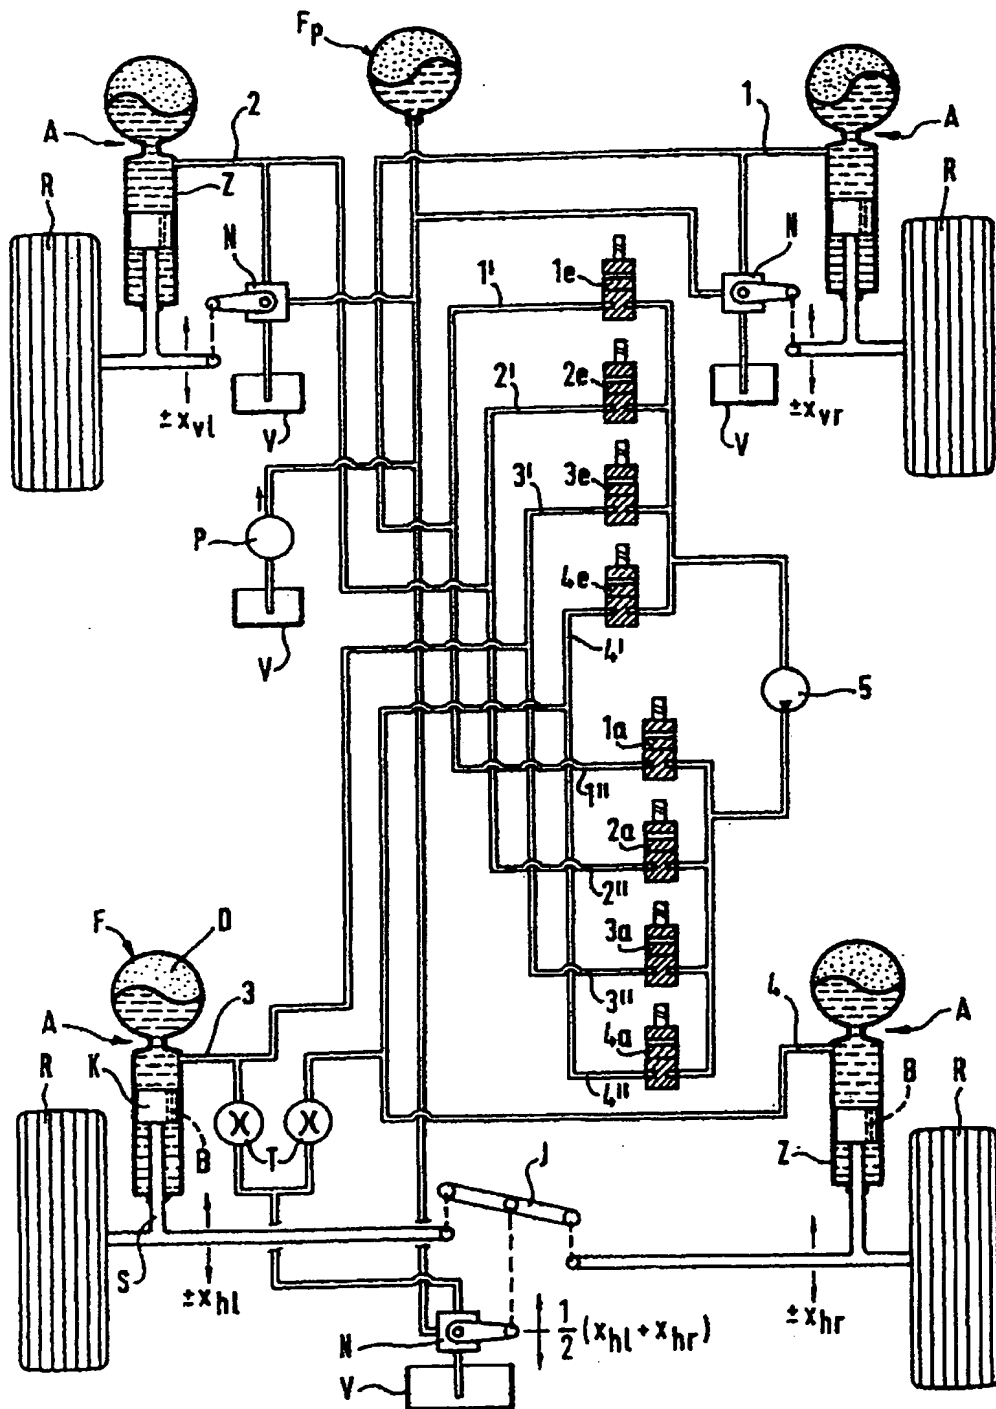 Fp
A
2
1
A
R
Z
R
N
N
1'
1e
2'
2e
±xvl
V
V
±xvr
3'
3e
P
4e
V
4'
5
1a
1"
2a
2"
F
D
3a
3"
A
3
4
A
R
K
4a
4"
B
R
B
T
J
Z
S
±xhl
±xhr
1/2 (xhl + xhr)
N
V